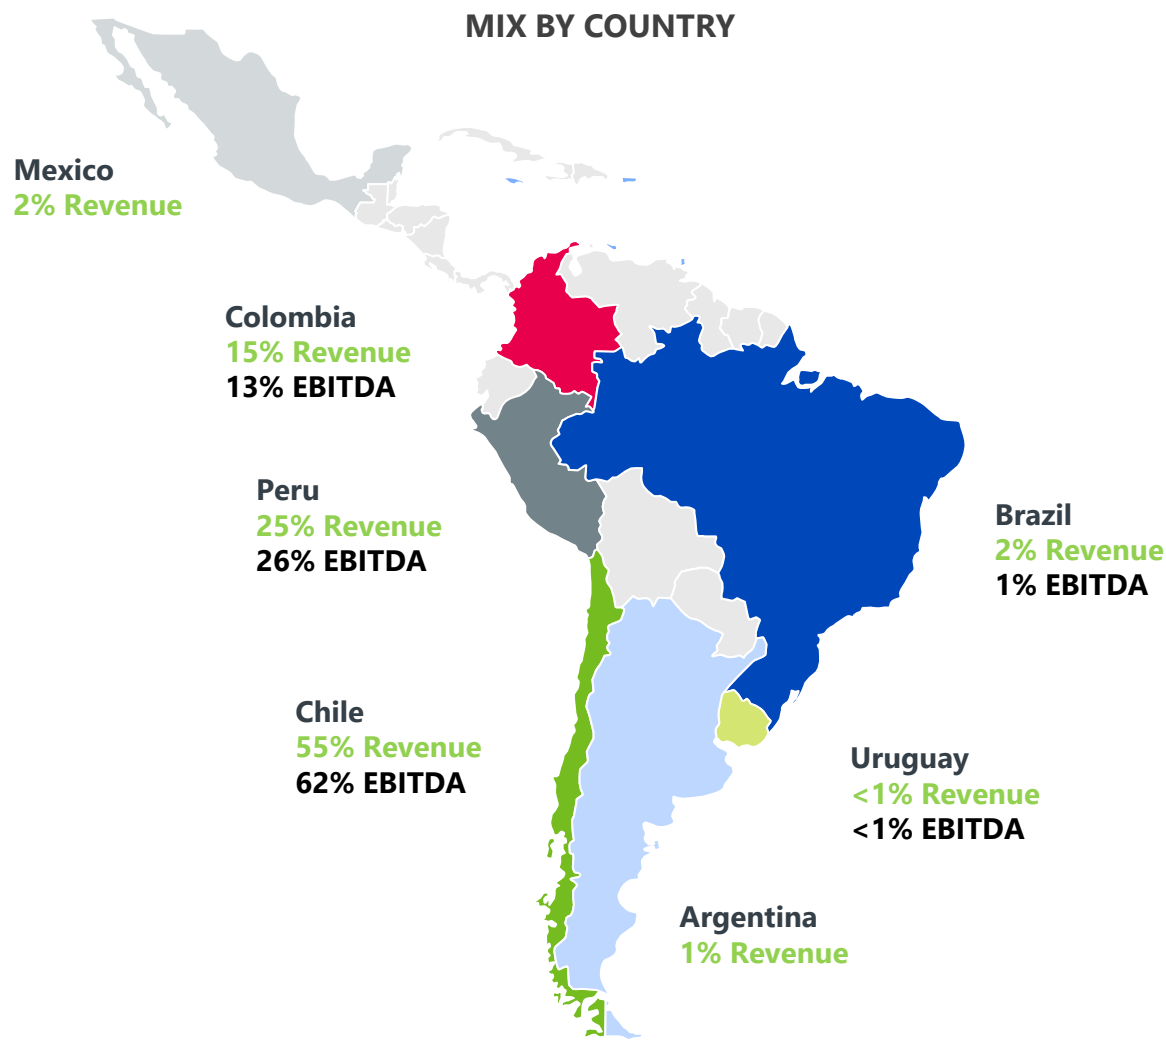 MIX BY COUNTRY
Mexico
2% Revenue
Colombia
15% Revenue
13% EBITDA
Peru
25% Revenue
26% EBITDA
Brazil
2% Revenue
1% EBITDA
Chile
55% Revenue
62% EBITDA
Uruguay
<1% Revenue
<1% EBITDA
Argentina
1% Revenue